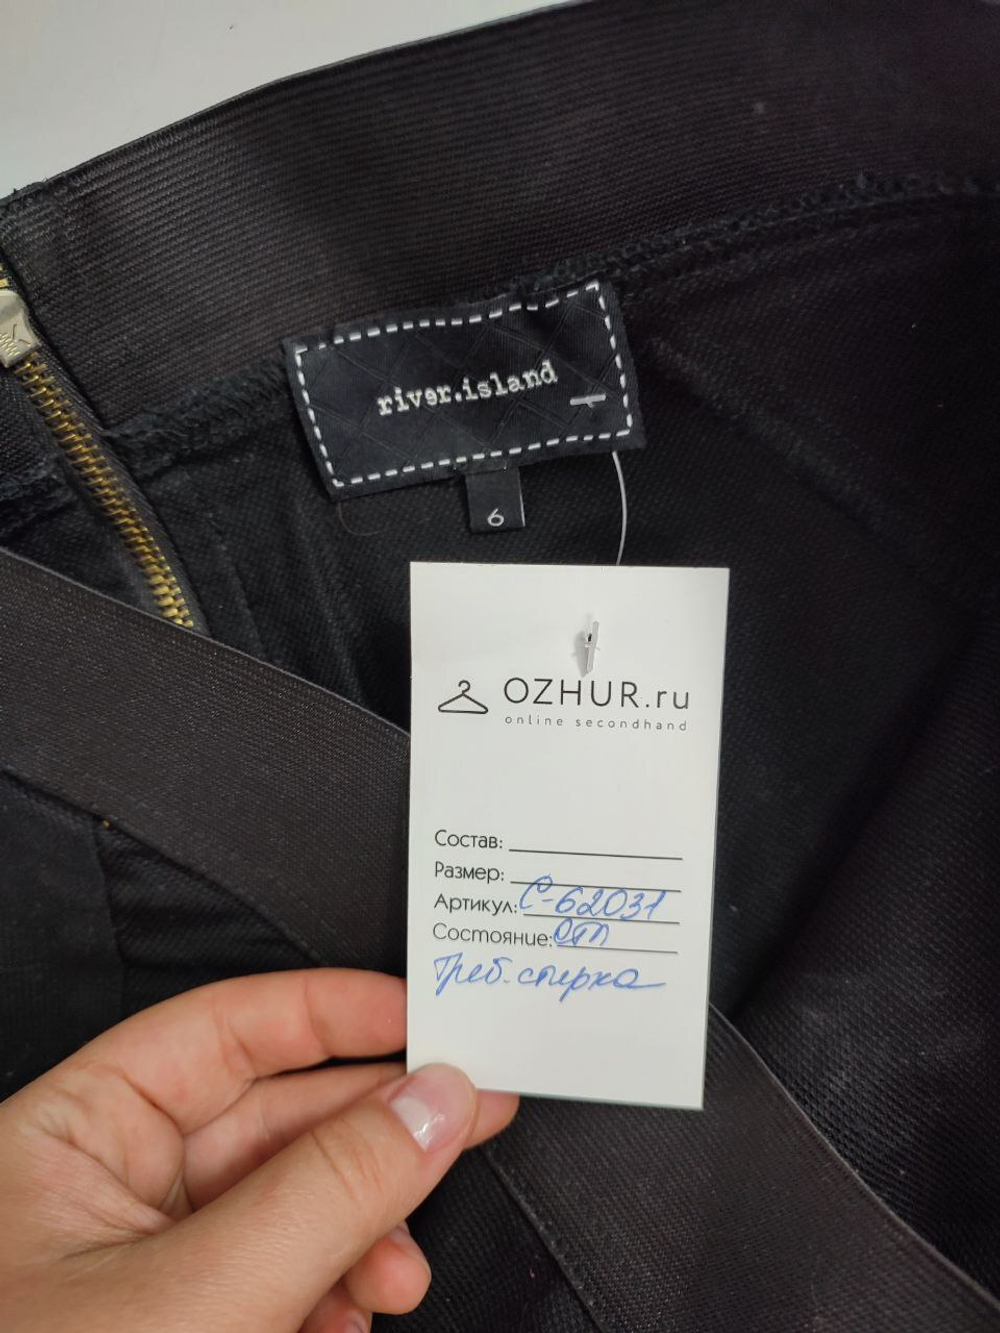 river.island
6
OZHUR.ru
online secondhand
Состав:
Размер:
Артикул: С-62031
Состояние: отл
Треб. стирка